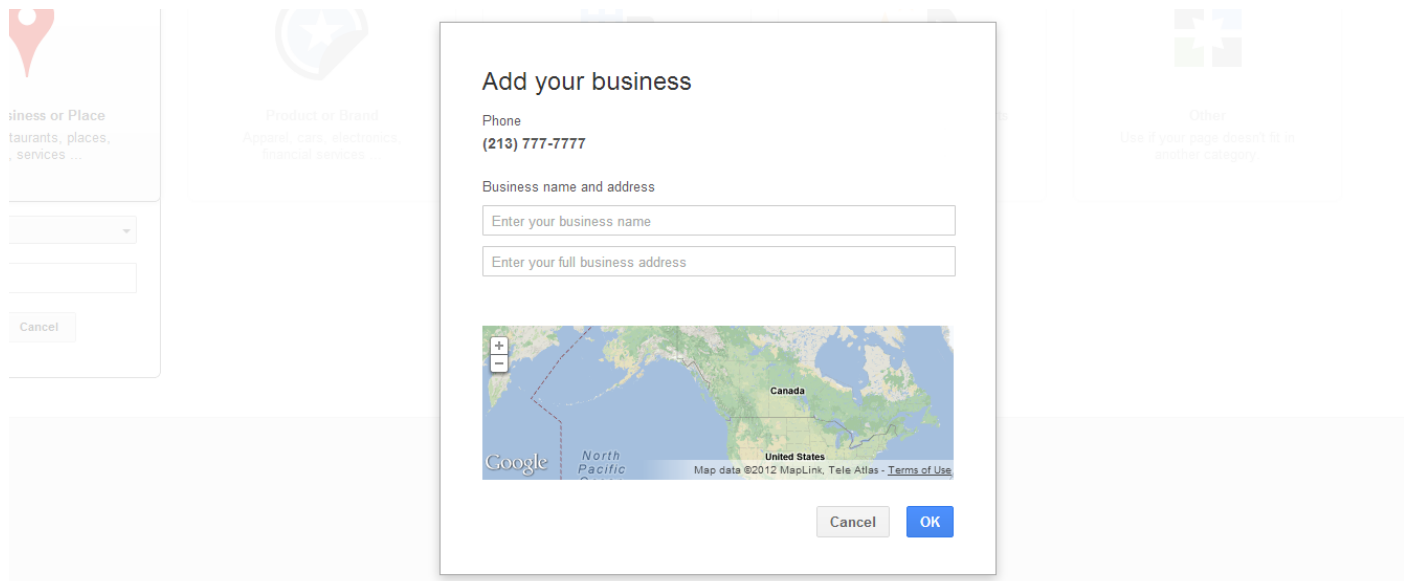 Add your business
Phone
(213) 777-7777
Business name and address
Enter your business name
Enter your full business address
+
−
Canada
United States
North
Pacific
Google
Map data ©2012 MapLink, Tele Atlas - Terms of Use
Cancel
OK
siness or Place
taurants, places,
, services ...
Cancel
Product or Brand
Apparel, cars, electronics,
financial services ...
Other
Use if your page doesn't fit in
another category